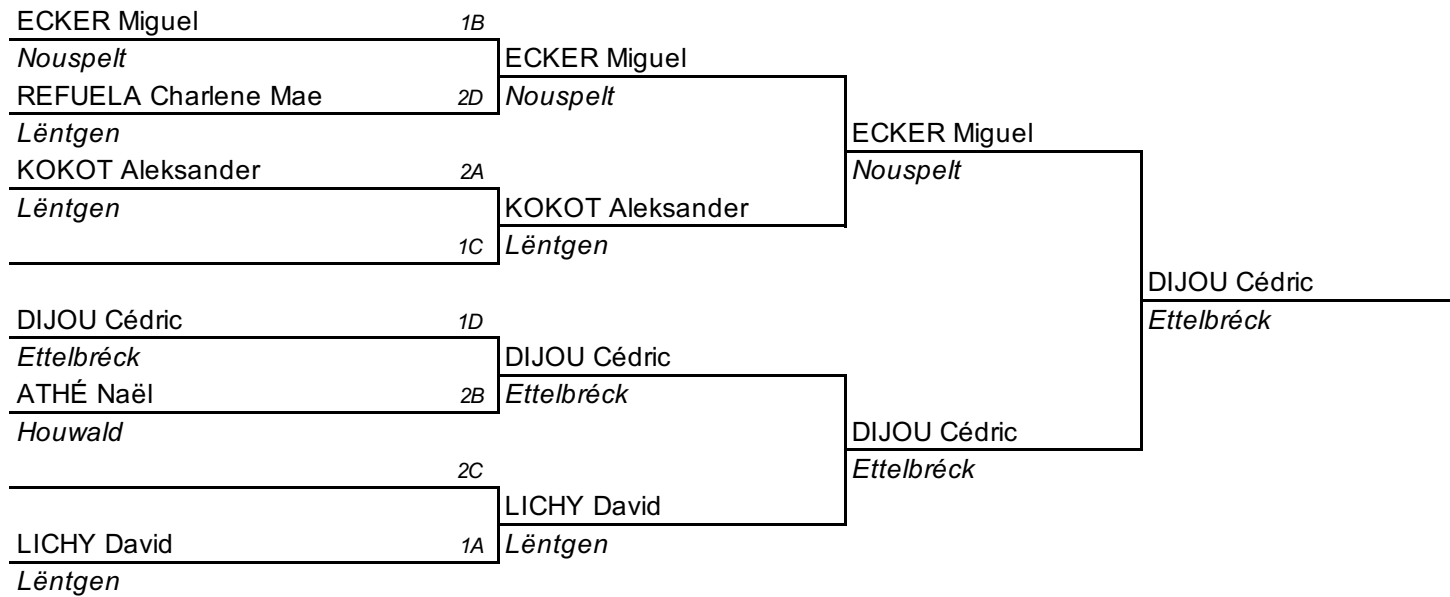 ECKER Miguel 1B
Nouspelt
ECKER Miguel
REFUELA Charlene Mae 2D
Nouspelt
Lëntgen
ECKER Miguel
KOKOT Aleksander 2A
Nouspelt
Lëntgen
KOKOT Aleksander
1C
Lëntgen
DIJOU Cédric
DIJOU Cédric 1D
Ettelbréck
Ettelbréck
DIJOU Cédric
ATHÉ Naël 2B
Ettelbréck
Houwald
DIJOU Cédric
2C
Ettelbréck
LICHY David
LICHY David 1A
Lëntgen
Lëntgen